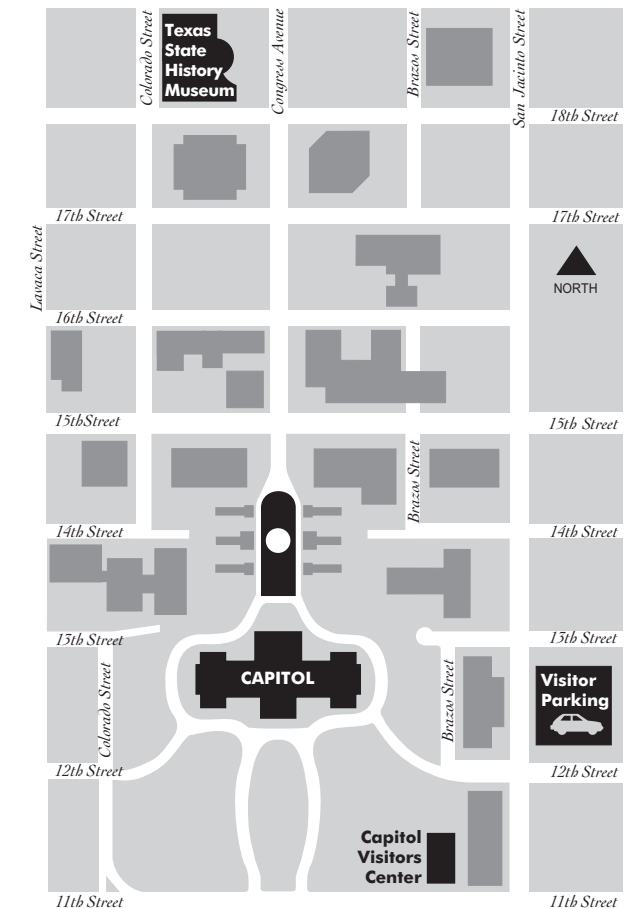 Texas
State
History
Museum
Colorado Street
Congress Avenue
Brazos Street
San Jacinto Street
18th Street
17th Street
17th Street
Lavaca Street
NORTH
16th Street
15thStreet
15th Street
Brazos Street
14th Street
14th Street
13th Street
13th Street
CAPITOL
Colorado Street
Brazos Street
Visitor
Parking
12th Street
12th Street
Capitol
Visitors
Center
11th Street
11th Street